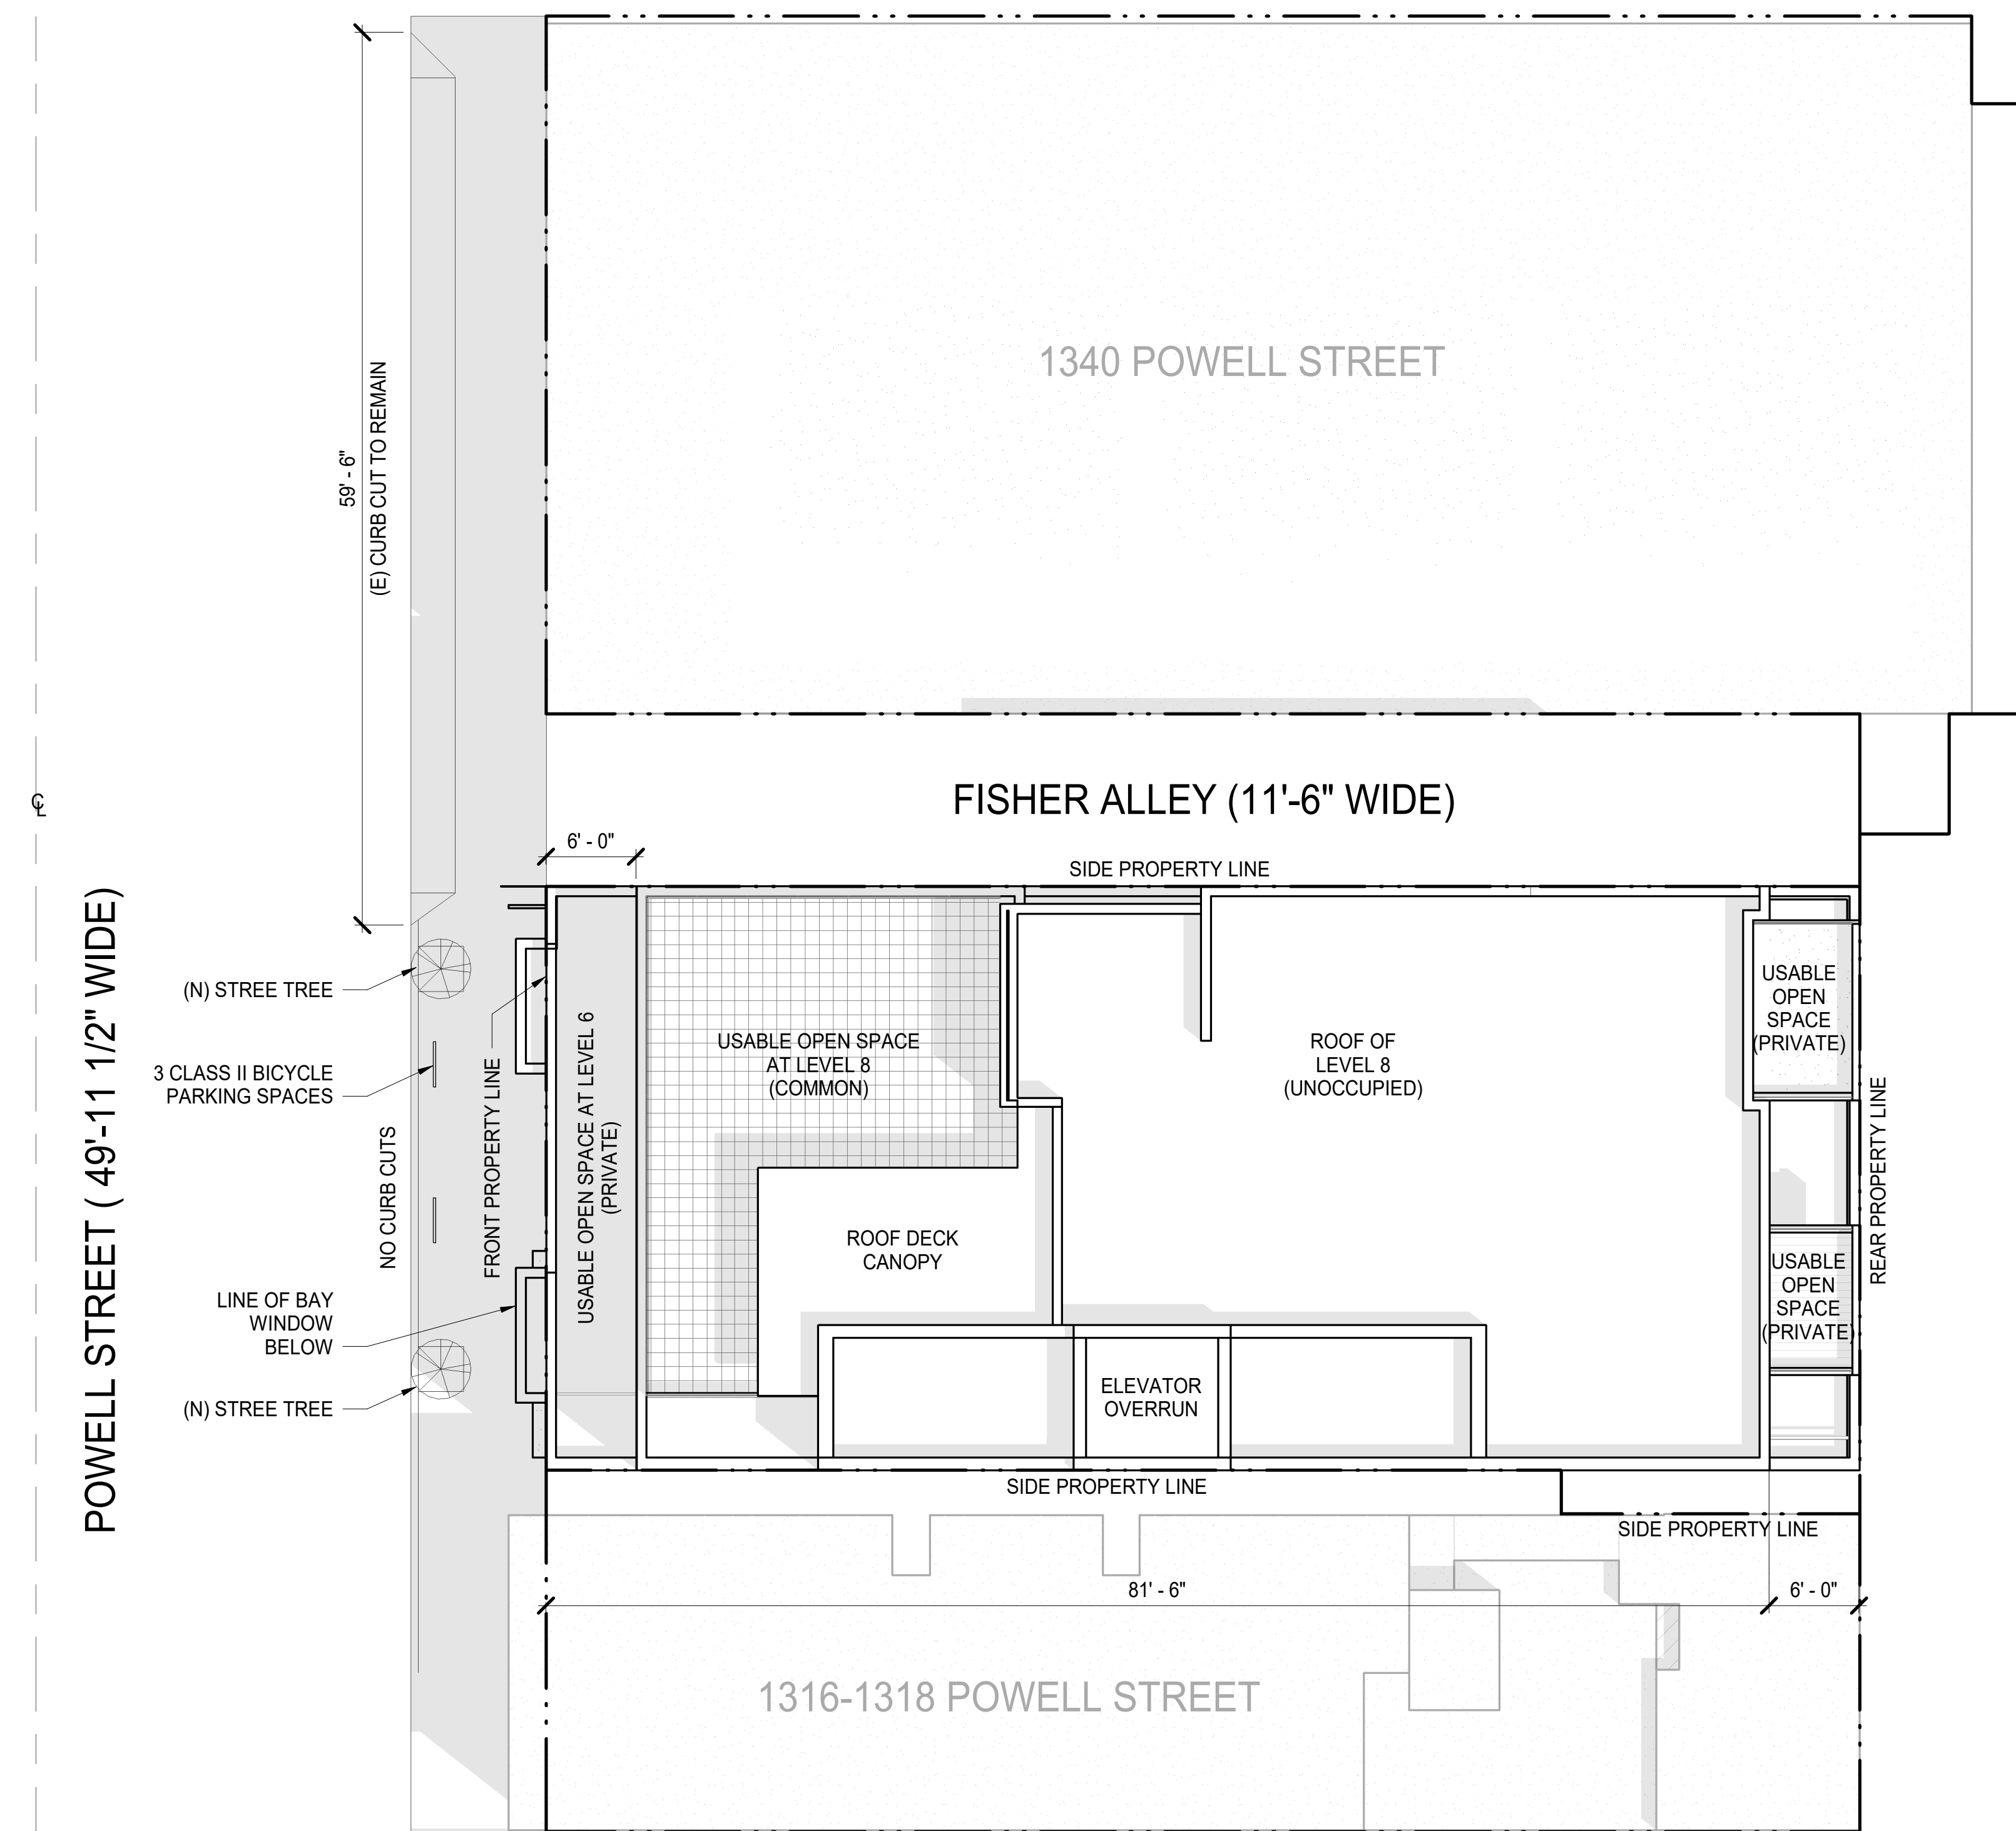 1340 POWELL STREET
59' - 6"
(E) CURB CUT TO REMAIN
FISHER ALLEY (11'-6" WIDE)
CL
6' - 0"
SIDE PROPERTY LINE
POWELL STREET ( 49'-11 1/2" WIDE)
(N) STREE TREE
3 CLASS II BICYCLE
PARKING SPACES
NO CURB CUTS
LINE OF BAY
WINDOW
BELOW
(N) STREE TREE
FRONT PROPERTY LINE
USABLE OPEN SPACE AT LEVEL 6
(PRIVATE)
USABLE OPEN SPACE
AT LEVEL 8
(COMMON)
ROOF DECK
CANOPY
ROOF OF
LEVEL 8
(UNOCCUPIED)
ELEVATOR
OVERRUN
USABLE
OPEN
SPACE
(PRIVATE)
USABLE
OPEN
SPACE
(PRIVATE)
REAR PROPERTY LINE
SIDE PROPERTY LINE
SIDE PROPERTY LINE
81' - 6"
6' - 0"
1316-1318 POWELL STREET